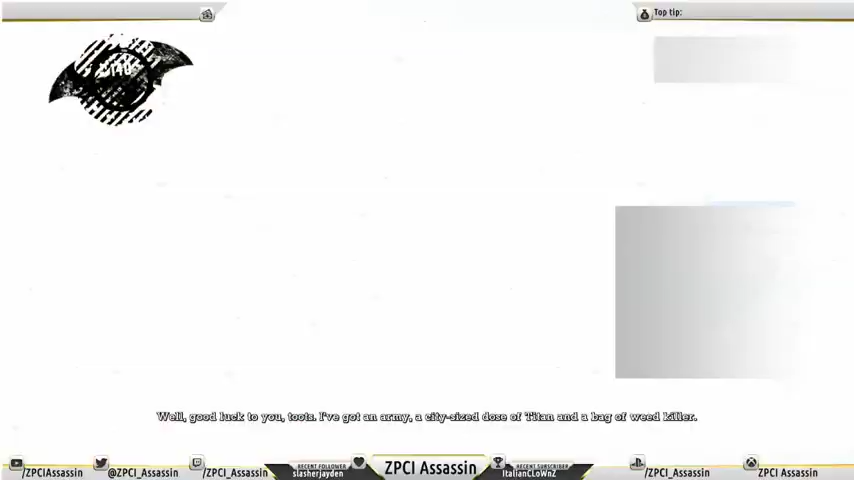 Top tip:
Well, good luck to you, toots. I've got an army, a city-sized dose of Titan and a bag of weed killer.
/ZPCIAssassin
@ZPCI_Assassin
/ZPCI_Assassin
RECENT FOLLOWER
slasherjayden
ZPCI Assassin
RECENT SUBSCRIBER
ItalianCLoWnZ
/ZPCI_Assassin
ZPCI Assassin